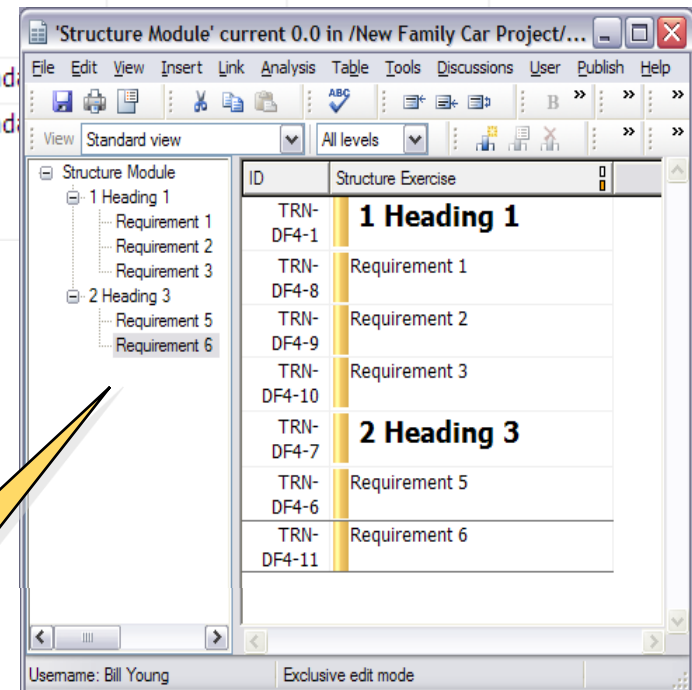 'Structure Module' current 0.0 in /New Family Car Project/...
File Edit View Insert Link Analysis Table Tools Discussions User Publish Help
ABC B » » »
View Standard view All levels » »
Structure Module
1 Heading 1
Requirement 1
Requirement 2
Requirement 3
2 Heading 3
Requirement 5
Requirement 6
ID Structure Exercise
TRN-DF4-1 1 Heading 1
TRN-DF4-8 Requirement 1
TRN-DF4-9 Requirement 2
TRN-DF4-10 Requirement 3
TRN-DF4-7 2 Heading 3
TRN-DF4-6 Requirement 5
TRN-DF4-11 Requirement 6
Username: Bill Young Exclusive edit mode